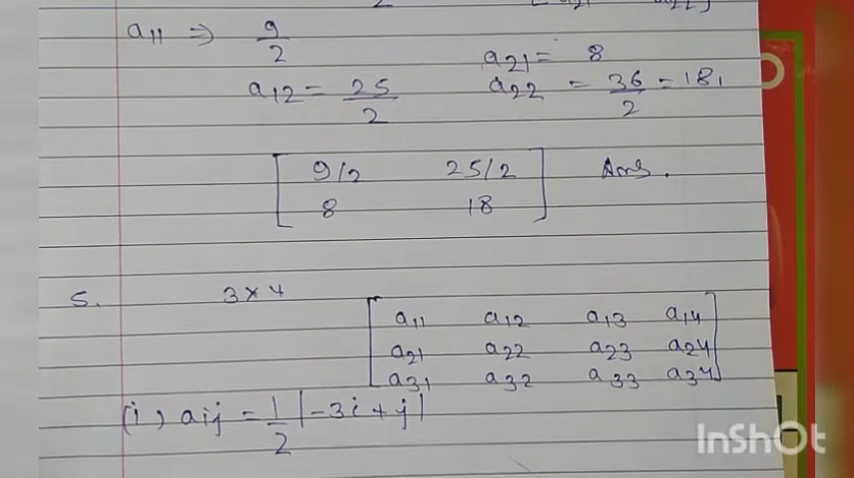 a11 ⇒ 9/2
a21 = 8
a12 = 25/2 a22 = 36/2 = 18,
[ 9/2 25/2 ] Ans.
[ 8 18 ]
5. 3 × 4
[ a11 a12 a13 a14 ]
[ a21 a22 a23 a24 ]
[ a31 a32 a33 a34 ]
(i) aij = 1/2 |-3i + j|
InShOt